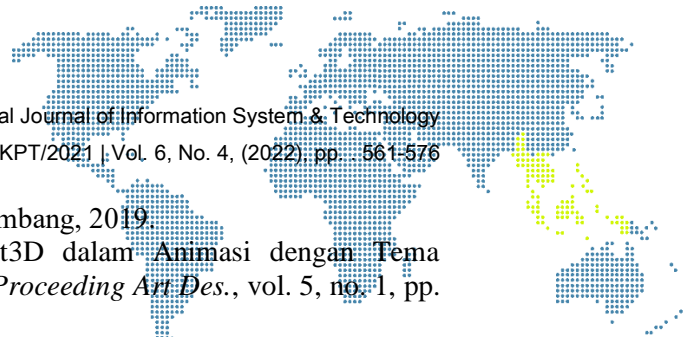 al Journal of Information System & Technology
KPT/2021 | Vol. 6, No. 4, (2022), pp. . 561-576
mbang, 2019.
t3D dalam Animasi dengan Tema
Proceeding Art Des., vol. 5, no. 1, pp.